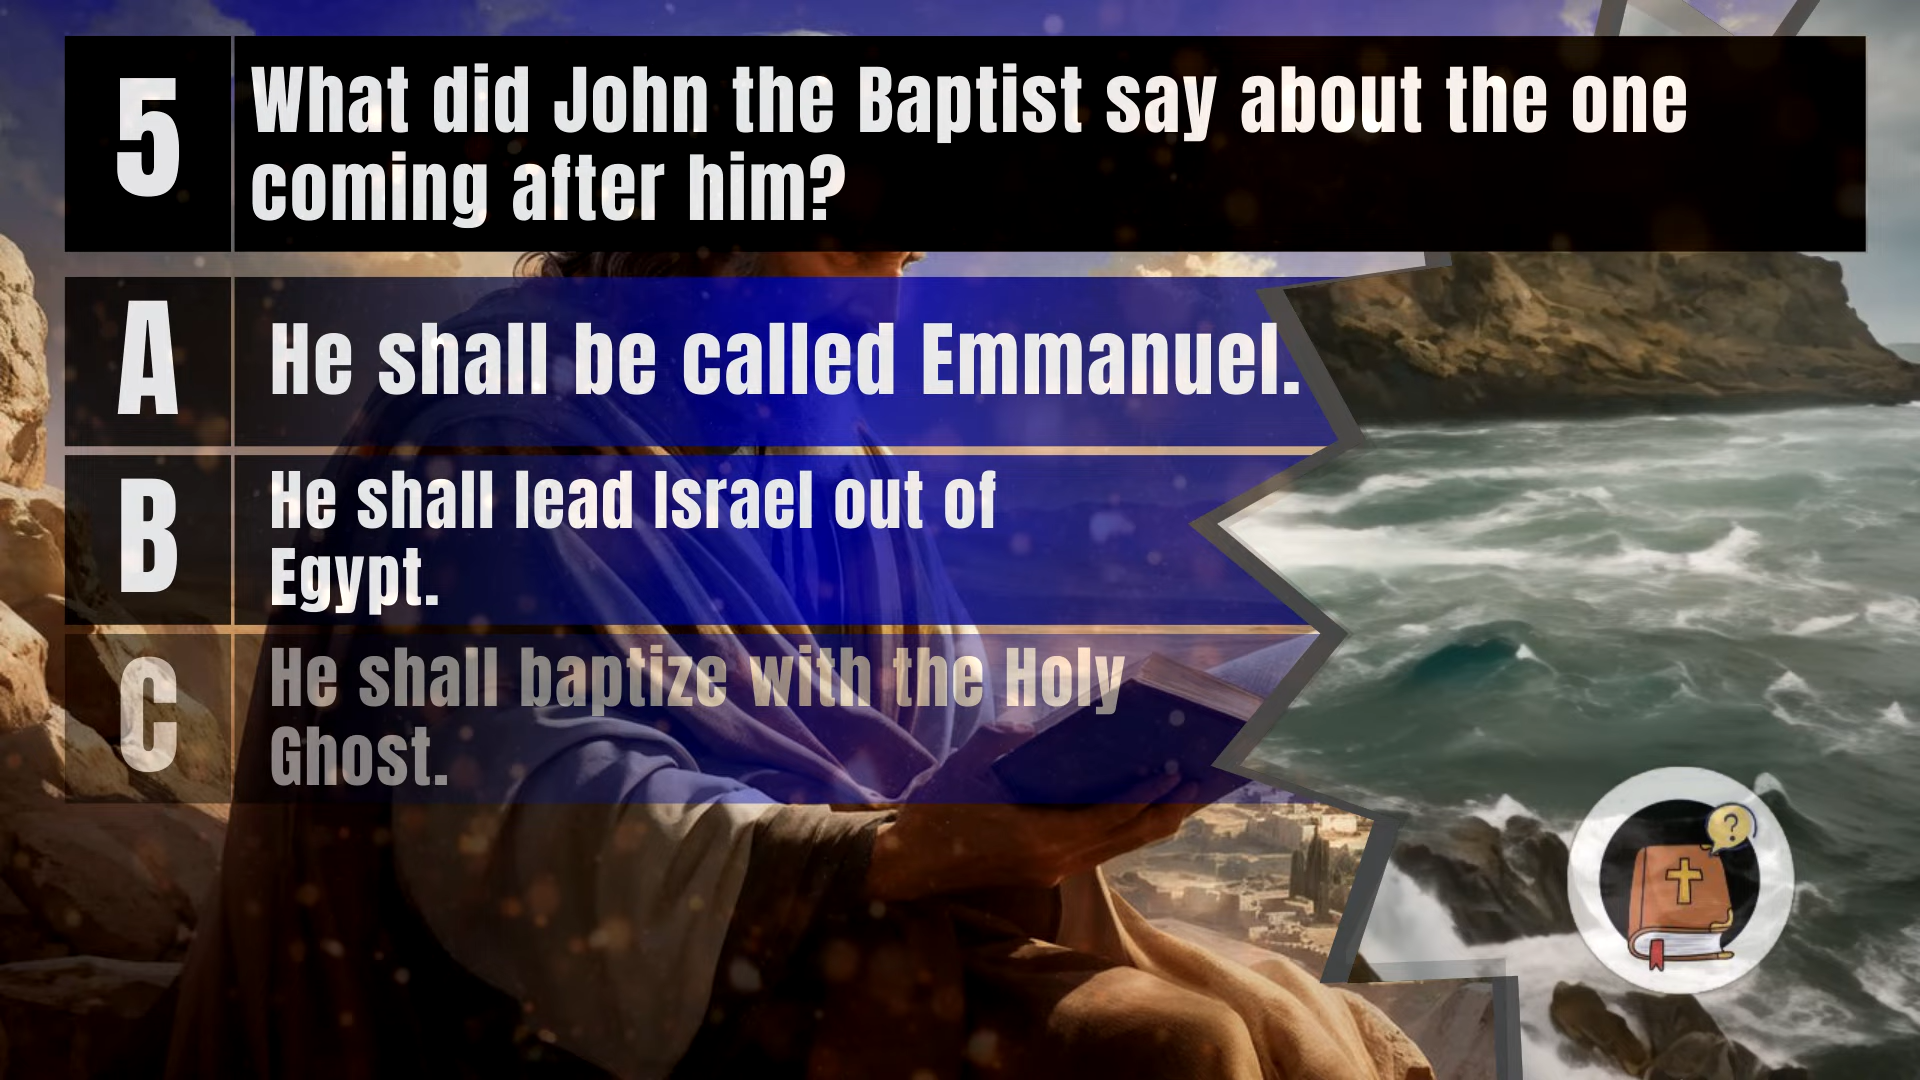 5
What did John the Baptist say about the one
coming after him?
A
He shall be called Emmanuel.
B
He shall lead Israel out of
Egypt.
C
He shall baptize with the Holy
Ghost.
?